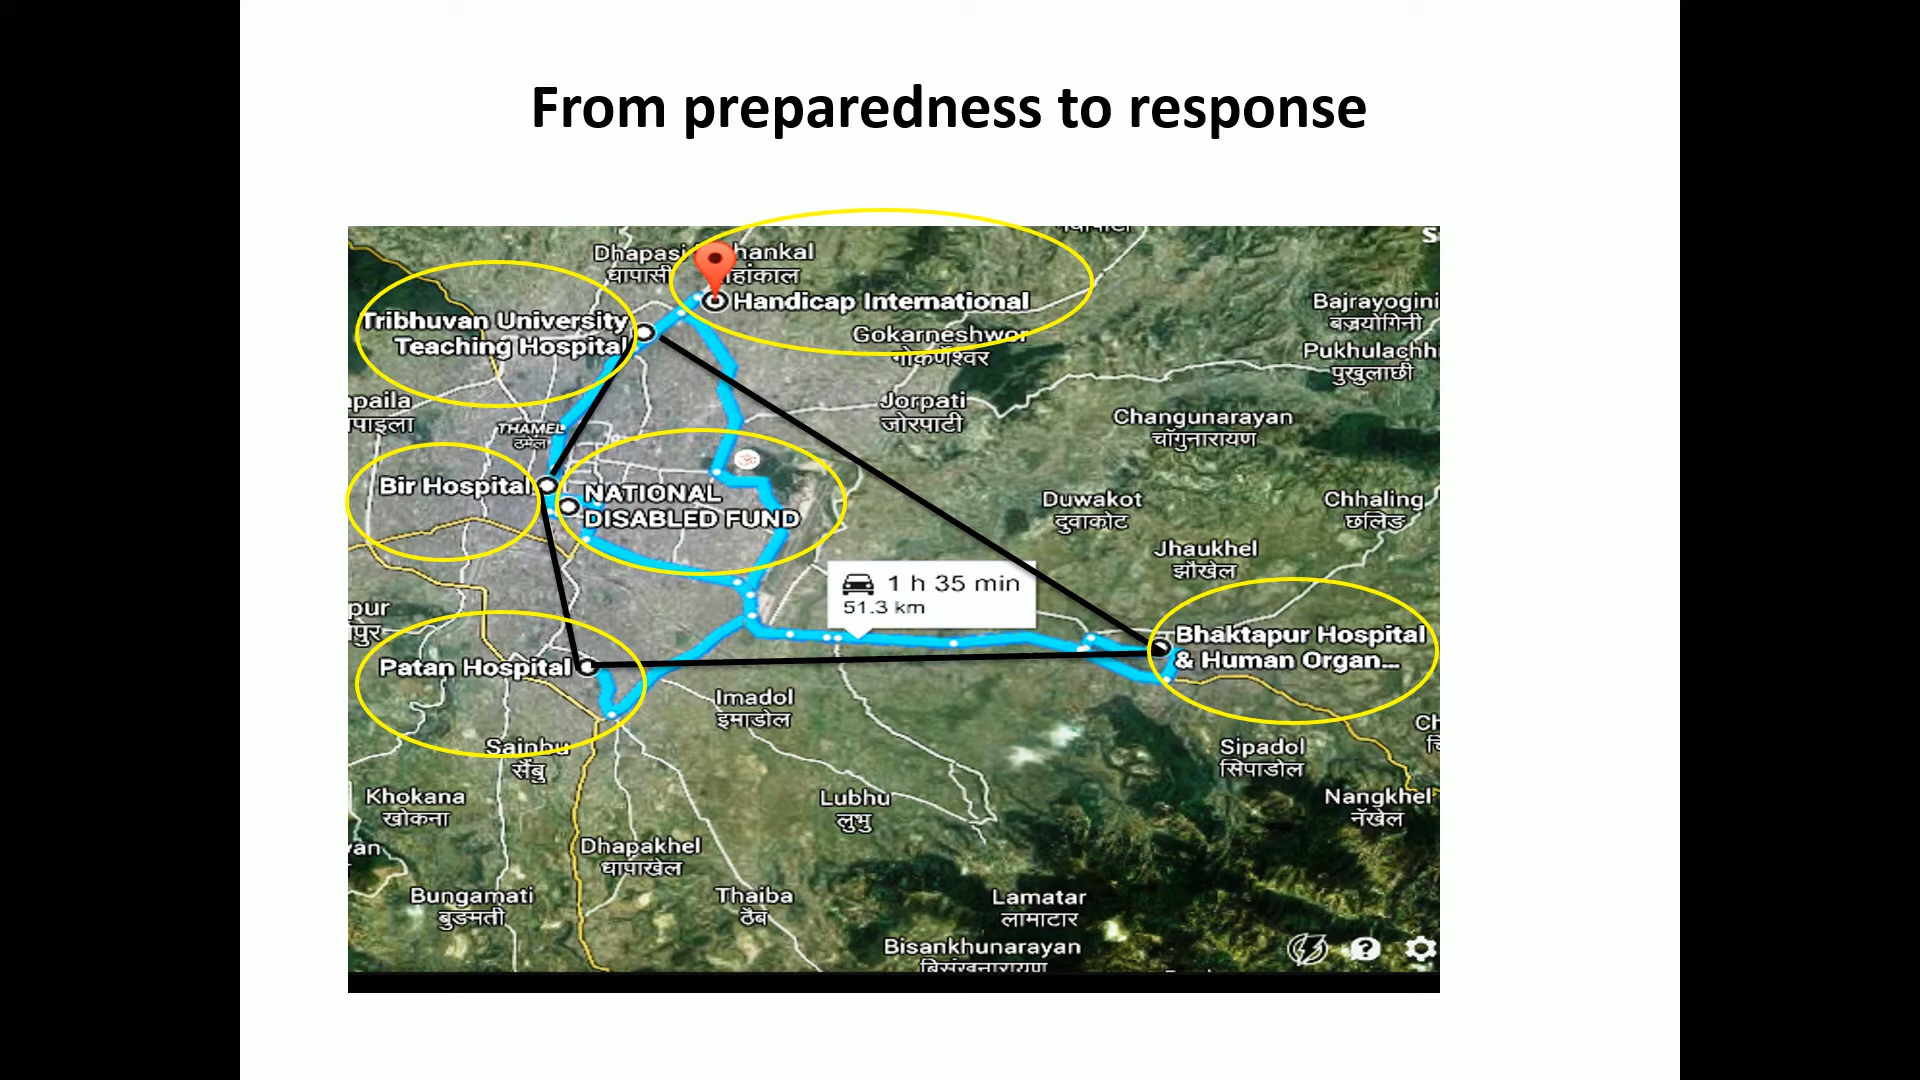 From preparedness to response
Dhapasi
धापासी
Handicap International
Tribhuvan University
Teaching Hospital
Gokarneshwor
गोकर्णेश्वर
Bajrayogini
बज्रयोगिनी
Pukhulachhi
पुखुलाछी
Jorpati
जोरपाटी
Changunarayan
चाँगुनारायण
THAMEL
ठमेल
Bir Hospital
NATIONAL
DISABLED FUND
Duwakot
दुवाकोट
Chhaling
छलिङ
Jhaukhel
झौखेल
1 h 35 min
51.3 km
Bhaktapur Hospital
& Human Organ...
Patan Hospital
Imadol
इमाडोल
Sainbu
सैंबु
Sipadol
सिपाडोल
Khokana
खोकना
Lubhu
लुभु
Nangkhel
नँखेल
Dhapakhel
धापाखेल
Bungamati
बुङमती
Thaiba
ठैब
Lamatar
लामाटार
Bisankhunarayan